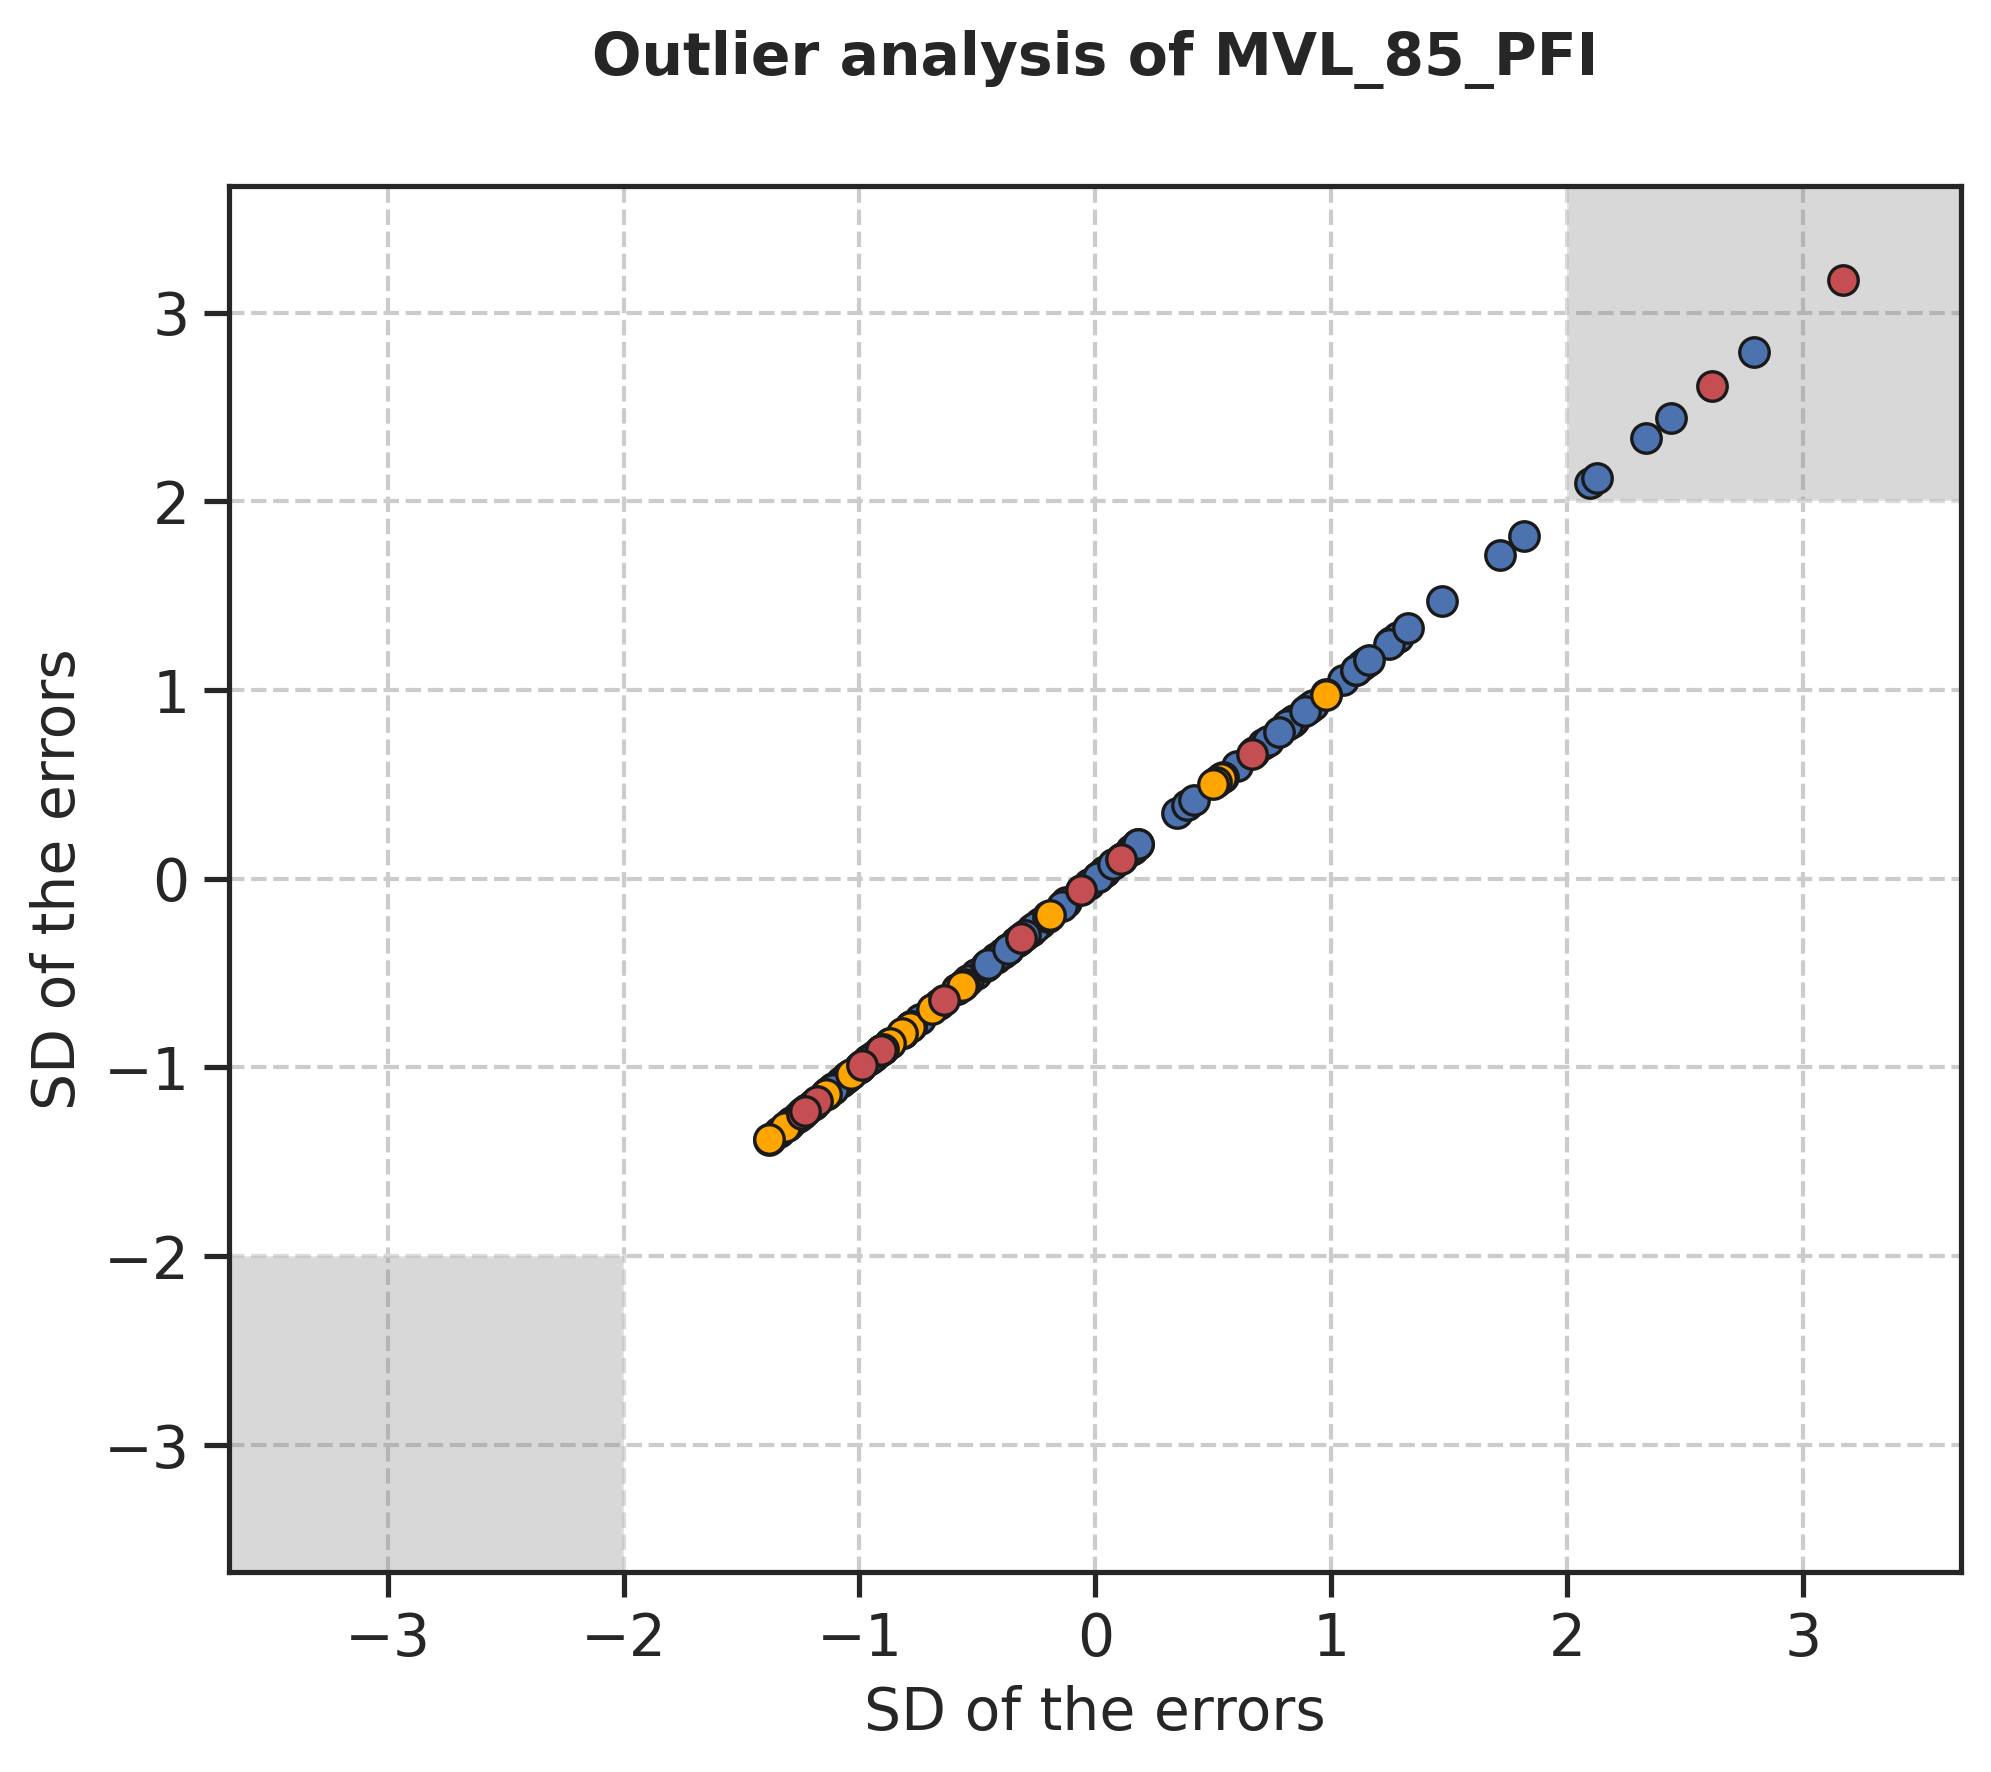 Outlier analysis of MVL_85_PFI
SD of the errors
3
2
1
0
−1
−2
−3
−3 −2 −1 0 1 2 3
SD of the errors